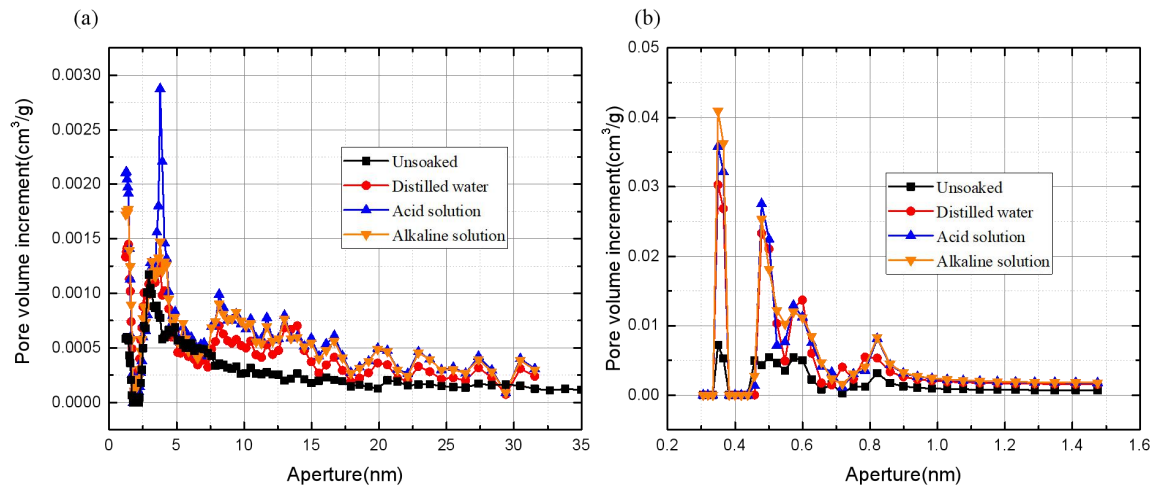 (a)
Pore volume increment(cm³/g)
0.0030
0.0025
0.0020
0.0015
0.0010
0.0005
0.0000
Unsoaked
Distilled water
Acid solution
Alkaline solution
0 5 10 15 20 25 30 35
Aperture(nm)
(b)
Pore volume increment(cm³/g)
0.05
0.04
0.03
0.02
0.01
0.00
Unsoaked
Distilled water
Acid solution
Alkaline solution
0.2 0.4 0.6 0.8 1.0 1.2 1.4 1.6
Aperture(nm)